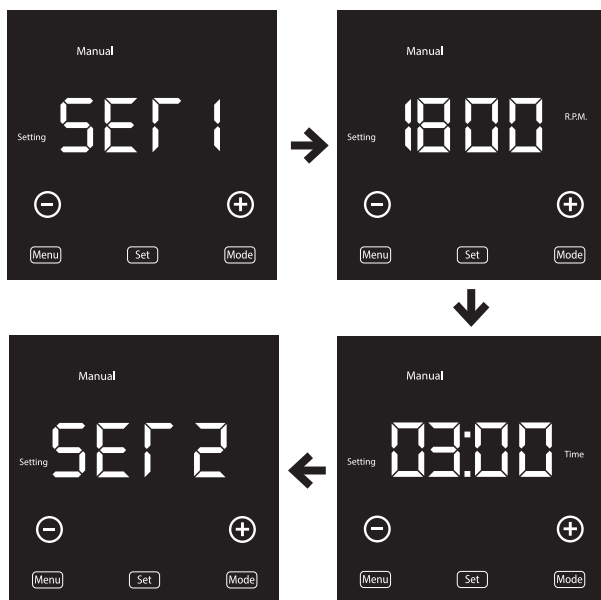 Manual
Setting SET 1
Menu Set Mode
Manual
Setting 1800 R.P.M.
Menu Set Mode
Manual
Setting 03:00 Time
Menu Set Mode
Manual
Setting SET 2
Menu Set Mode